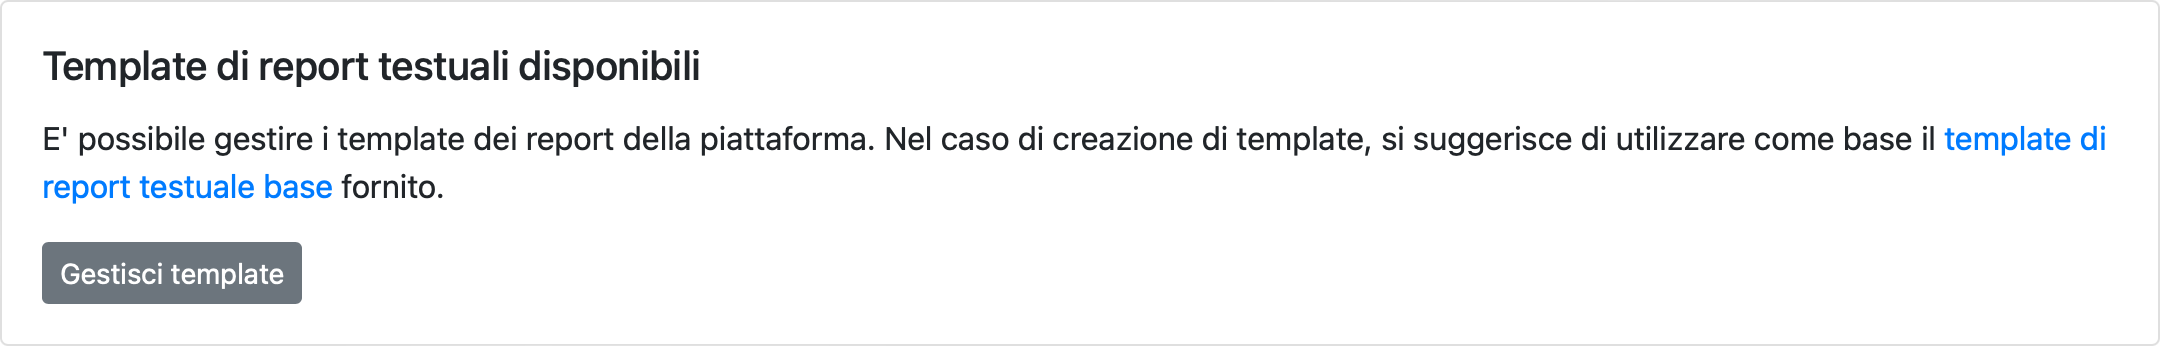 Template di report testuali disponibili
E' possibile gestire i template dei report della piattaforma. Nel caso di creazione di template, si suggerisce di utilizzare come base il template di
report testuale base fornito.
Gestisci template